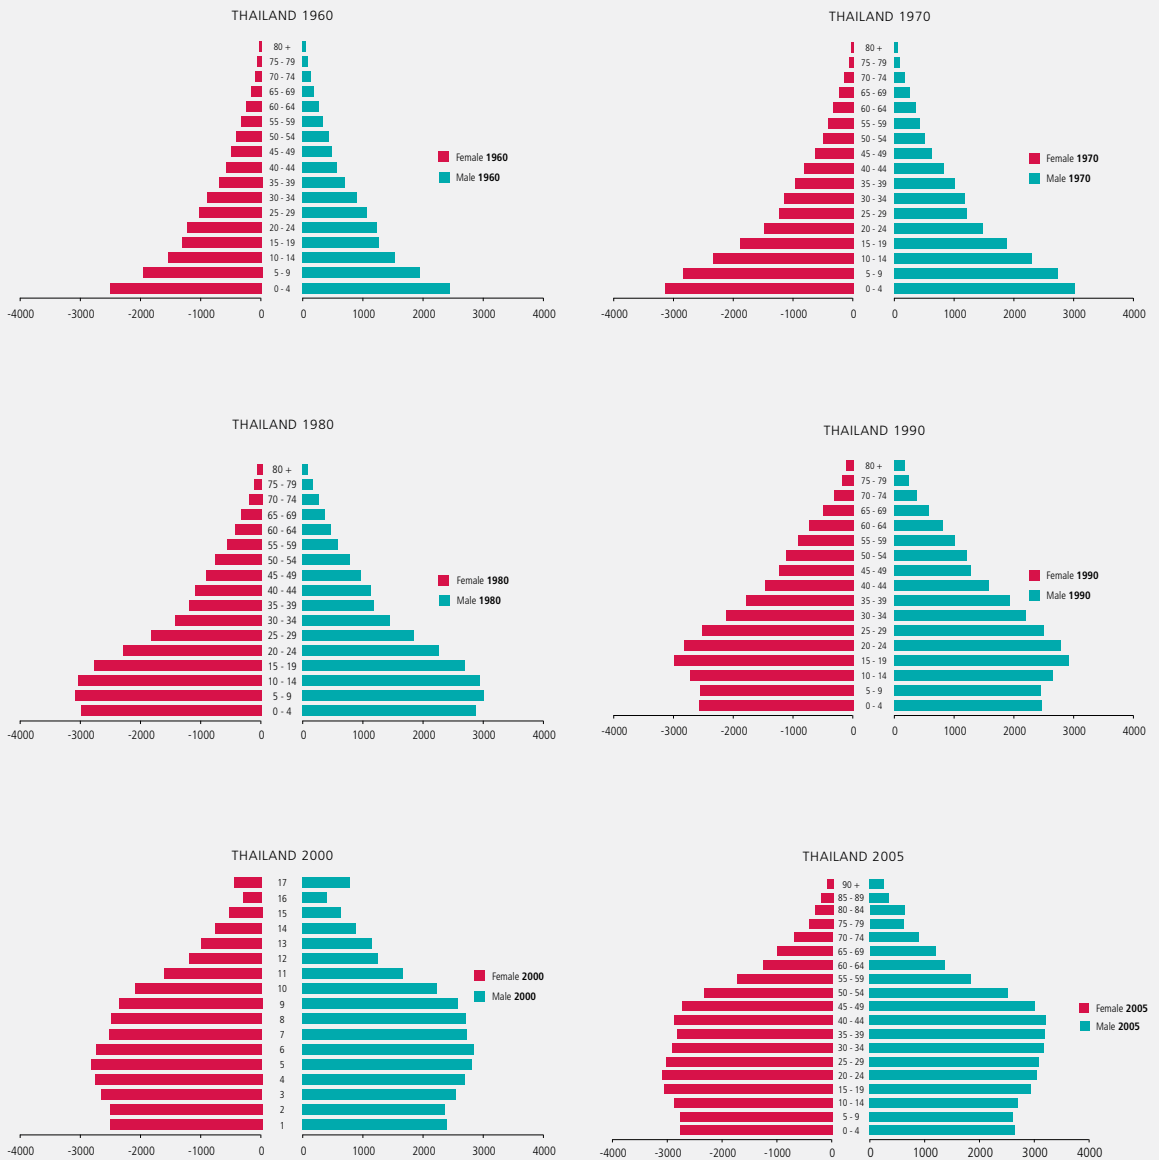 THAILAND 1960
80 +
75 - 79
70 - 74
65 - 69
60 - 64
55 - 59
50 - 54
45 - 49
40 - 44
35 - 39
30 - 34
25 - 29
20 - 24
15 - 19
10 - 14
5 - 9
0 - 4
Female 1960
Male 1960
-4000 -3000 -2000 -1000 0 0 1000 2000 3000 4000
THAILAND 1970
80 +
75 - 79
70 - 74
65 - 69
60 - 64
55 - 59
50 - 54
45 - 49
40 - 44
35 - 39
30 - 34
25 - 29
20 - 24
15 - 19
10 - 14
5 - 9
0 - 4
Female 1970
Male 1970
-4000 -3000 -2000 -1000 0 0 1000 2000 3000 4000
THAILAND 1980
80 +
75 - 79
70 - 74
65 - 69
60 - 64
55 - 59
50 - 54
45 - 49
40 - 44
35 - 39
30 - 34
25 - 29
20 - 24
15 - 19
10 - 14
5 - 9
0 - 4
Female 1980
Male 1980
-4000 -3000 -2000 -1000 0 0 1000 2000 3000 4000
THAILAND 1990
80 +
75 - 79
70 - 74
65 - 69
60 - 64
55 - 59
50 - 54
45 - 49
40 - 44
35 - 39
30 - 34
25 - 29
20 - 24
15 - 19
10 - 14
5 - 9
0 - 4
Female 1990
Male 1990
-4000 -3000 -2000 -1000 0 0 1000 2000 3000 4000
THAILAND 2000
17
16
15
14
13
12
11
10
9
8
7
6
5
4
3
2
1
Female 2000
Male 2000
-4000 -3000 -2000 -1000 0 0 1000 2000 3000 4000
THAILAND 2005
90 +
85 - 89
80 - 84
75 - 79
70 - 74
65 - 69
60 - 64
55 - 59
50 - 54
45 - 49
40 - 44
35 - 39
30 - 34
25 - 29
20 - 24
15 - 19
10 - 14
5 - 9
0 - 4
Female 2005
Male 2005
-4000 -3000 -2000 -1000 0 0 1000 2000 3000 4000